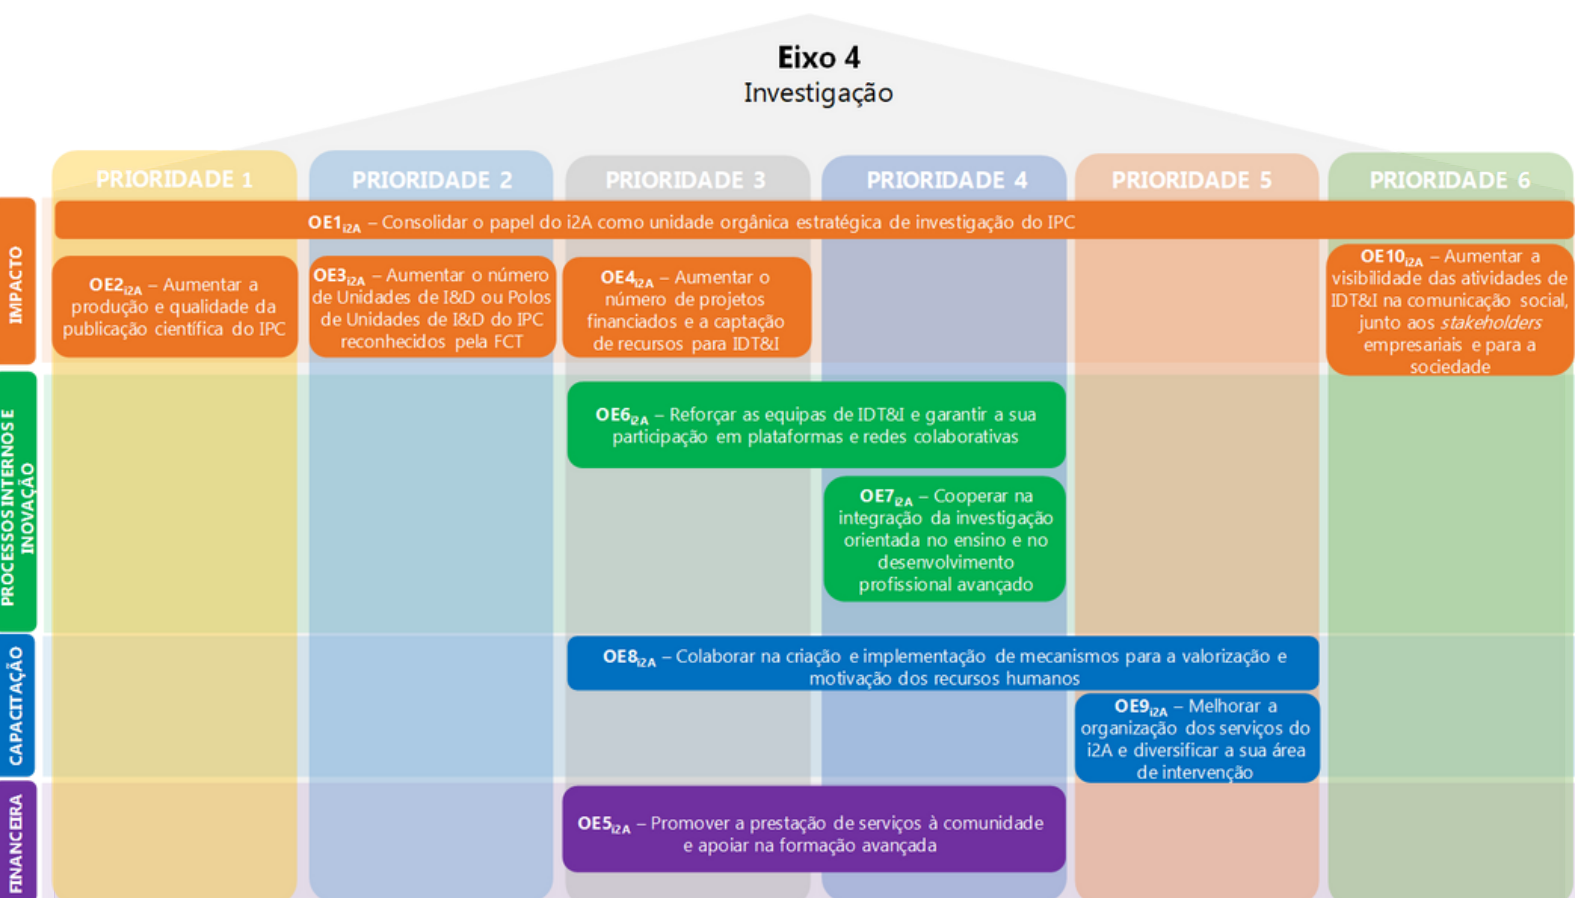 Eixo 4
Investigação
PRIORIDADE 1
PRIORIDADE 2
PRIORIDADE 3
PRIORIDADE 4
PRIORIDADE 5
PRIORIDADE 6
IMPACTO
OE1i2A – Consolidar o papel do i2A como unidade orgânica estratégica de investigação do IPC
OE2i2A – Aumentar a
produção e qualidade da
publicação científica do IPC
OE3i2A – Aumentar o número
de Unidades de I&D ou Polos
de Unidades de I&D do IPC
reconhecidos pela FCT
OE4i2A – Aumentar o
número de projetos
financiados e a captação
de recursos para IDT&I
OE10i2A – Aumentar a
visibilidade das atividades de
IDT&I na comunicação social,
junto aos stakeholders
empresariais e para a
sociedade
PROCESSOS INTERNOS E
INOVAÇÃO
OE6i2A – Reforçar as equipas de IDT&I e garantir a sua
participação em plataformas e redes colaborativas
OE7i2A – Cooperar na
integração da investigação
orientada no ensino e no
desenvolvimento
profissional avançado
CAPACITAÇÃO
OE8i2A – Colaborar na criação e implementação de mecanismos para a valorização e
motivação dos recursos humanos
OE9i2A – Melhorar a
organização dos serviços do
i2A e diversificar a sua área
de intervenção
FINANCEIRA
OE5i2A – Promover a prestação de serviços à comunidade
e apoiar na formação avançada